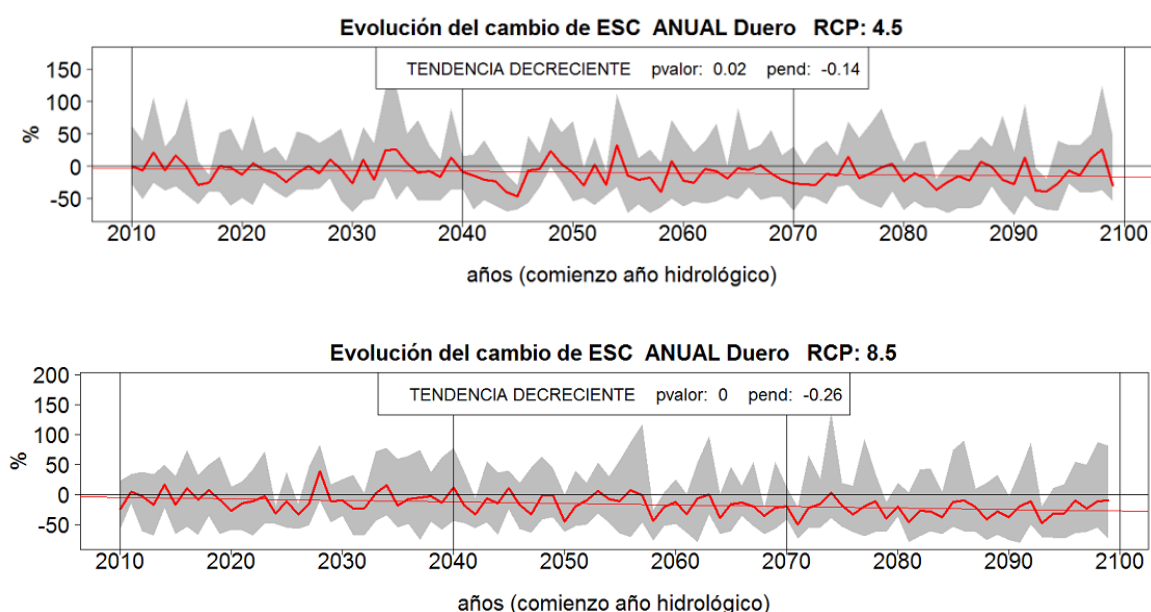 Evolución del cambio de ESC ANUAL Duero RCP: 4.5
TENDENCIA DECRECIENTE pvalor: 0.02 pend: -0.14
150
100
50
0
-50
%
2010 2020 2030 2040 2050 2060 2070 2080 2090 2100
años (comienzo año hidrológico)
Evolución del cambio de ESC ANUAL Duero RCP: 8.5
TENDENCIA DECRECIENTE pvalor: 0 pend: -0.26
200
150
100
50
0
-50
%
2010 2020 2030 2040 2050 2060 2070 2080 2090 2100
años (comienzo año hidrológico)